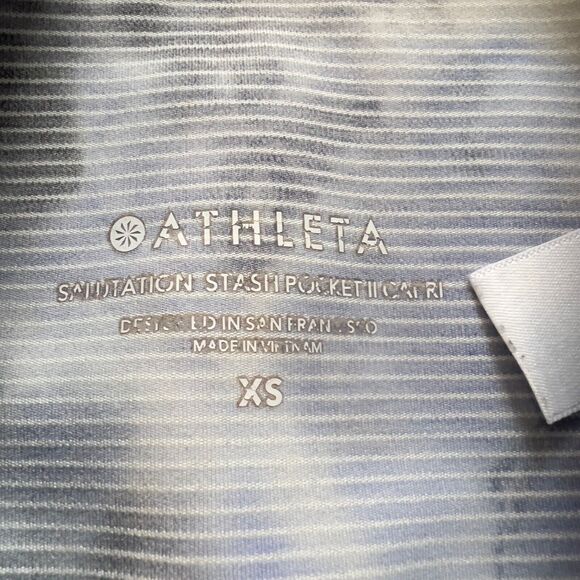 ATHLETA
SALUTATION STASH POCKET II CAPRI
DESIGNED IN SAN FRANCISCO
MADE IN VIETNAM
XS